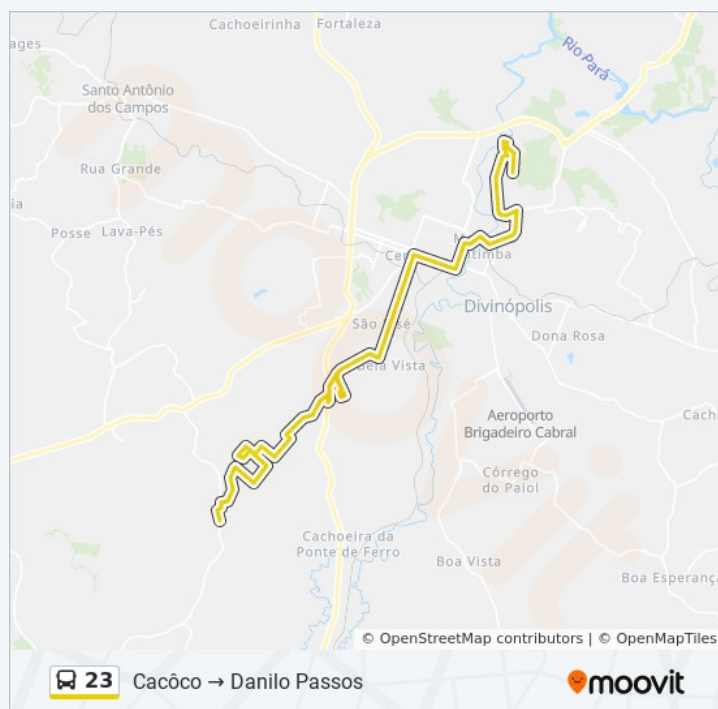 Cachoeirinha
Fortaleza
ages
Santo Antônio
dos Campos
Rio Pará
Rua Grande
ia
Posse
Lava-Pés
Divinópolis
São José
Dona Rosa
Bela Vista
Aeroporto
Brigadeiro Cabral
Cach
Córrego
do Paiol
Cachoeira da
Ponte de Ferro
Boa Vista
Boa Esperança
© OpenStreetMap contributors | © OpenMapTiles
23 Cacôco → Danilo Passos
moovit